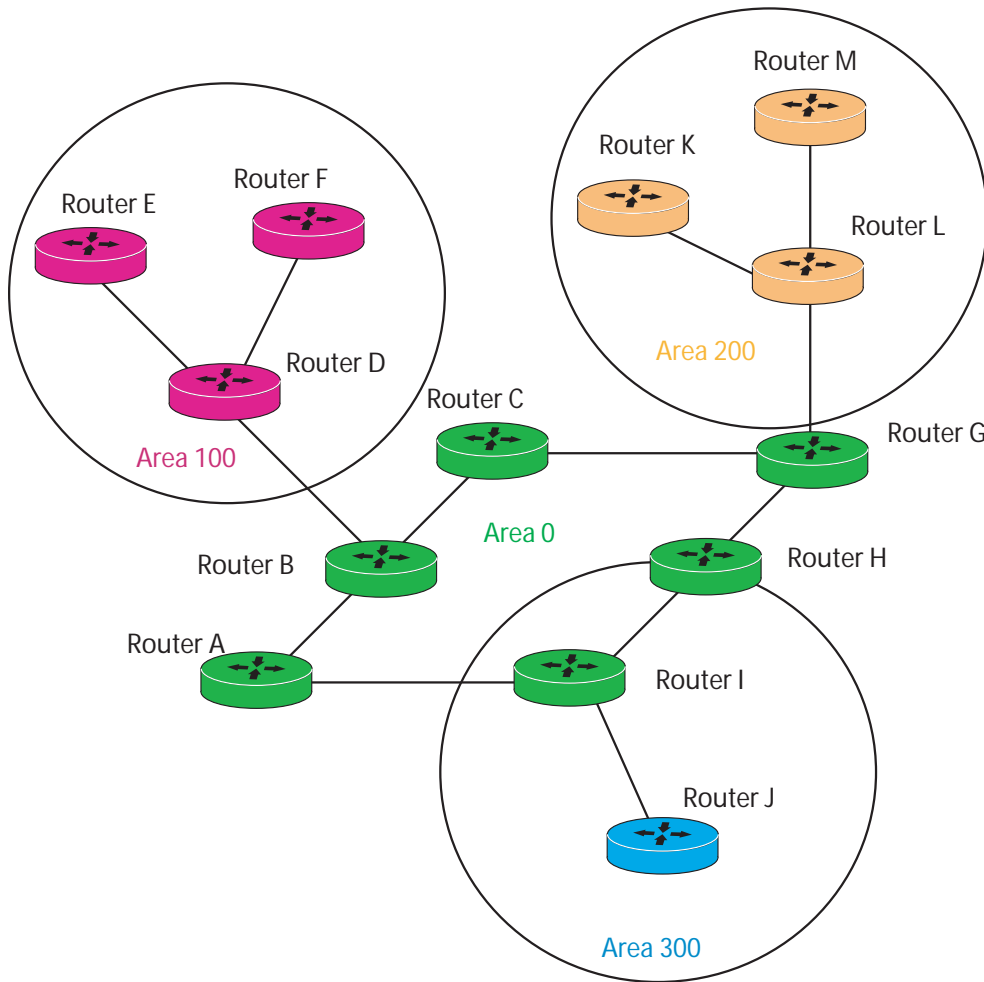 Router M
Router K
Router F
Router E
Router L
Area 200
Router D
Router C
Router G
Area 100
Area 0
Router B
Router H
Router A
Router I
Router J
Area 300